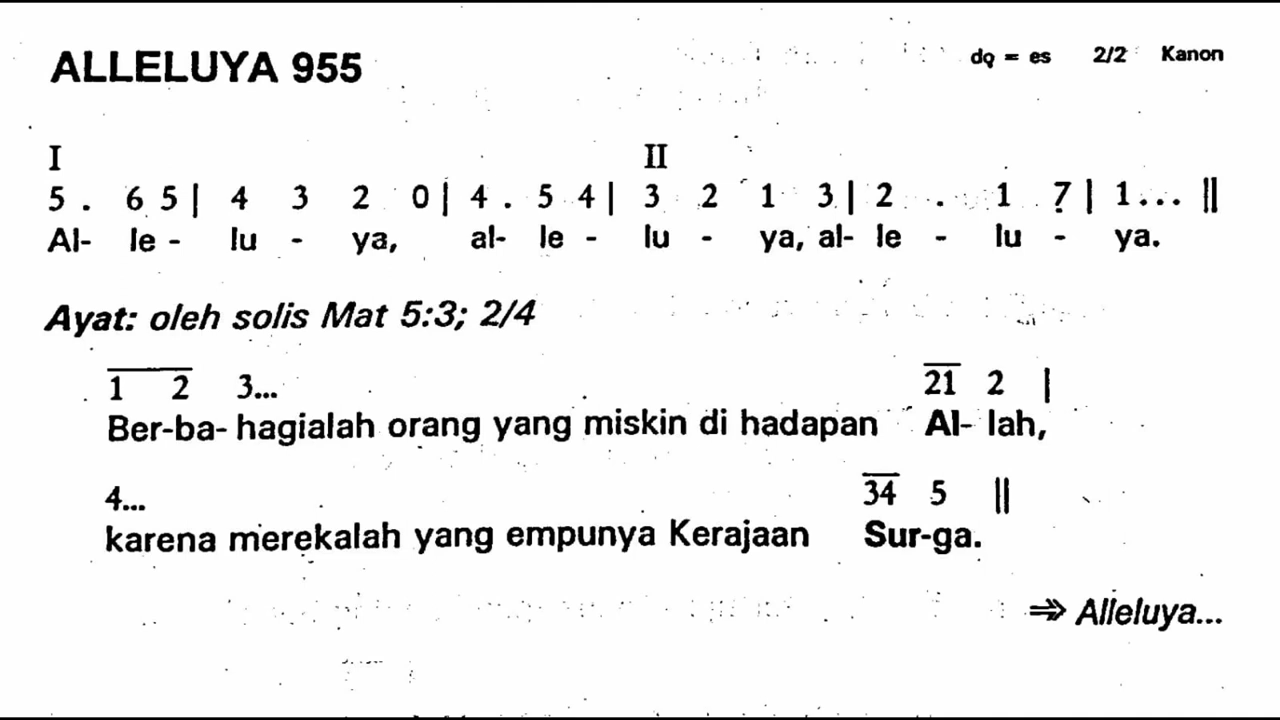 ALLELUYA 955 do = es 2/2 Kanon
I II
5 . 6 5 | 4 3 2 0 | 4 . 5 4 | 3 2 1 3 | 2 . 1 7̣ | 1... ||
Al- le - lu - ya, al- le - lu - ya, al- le - lu - ya.
Ayat: oleh solis Mat 5:3; 2/4
1 2 3... 21 2 |
Ber-ba- hagialah orang yang miskin di hadapan Al- lah,
4... 34 5 ||
karena merekalah yang empunya Kerajaan Sur-ga.
⇒ Alleluya...